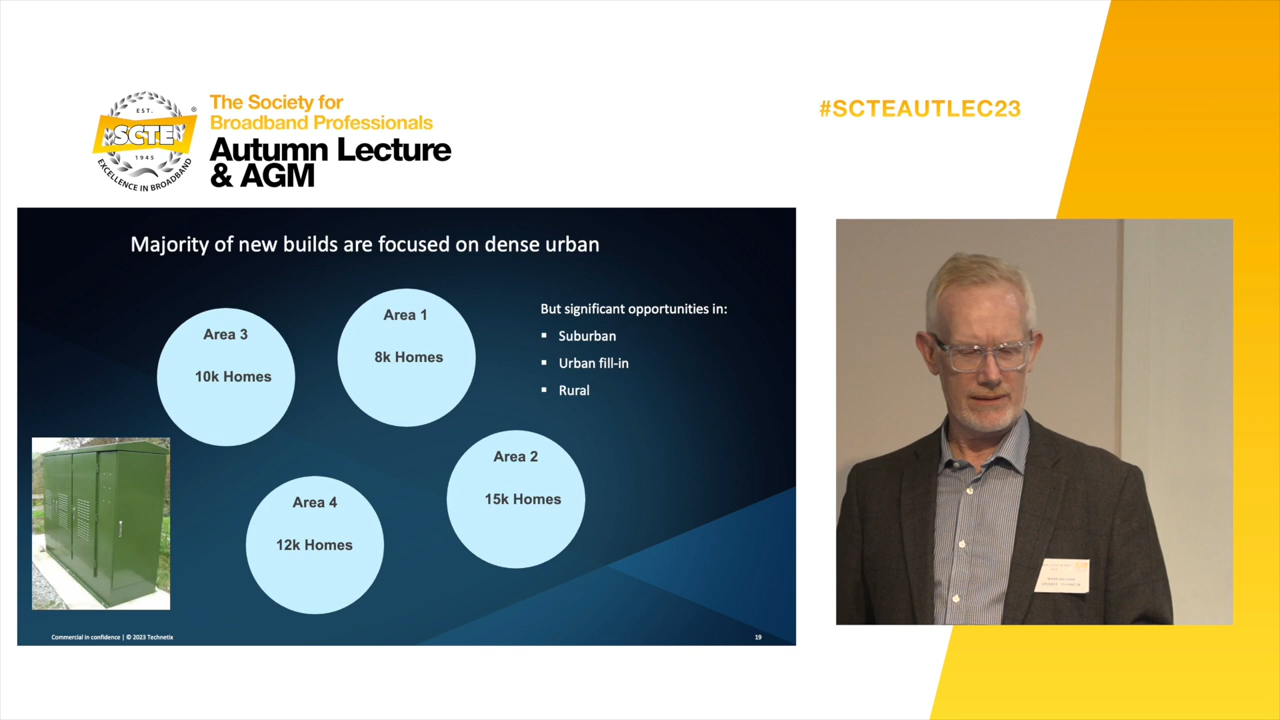 EST.
SCTE
®
1945
EXCELLENCE IN BROADBAND
The Society for
Broadband Professionals
Autumn Lecture
& AGM
#SCTEAUTLEC23
Majority of new builds are focused on dense urban
Area 3
10k Homes
Area 1
8k Homes
But significant opportunities in:
▪ Suburban
▪ Urban fill-in
▪ Rural
Area 2
15k Homes
Area 4
12k Homes
Commercial in confidence | © 2023 Technetix
19